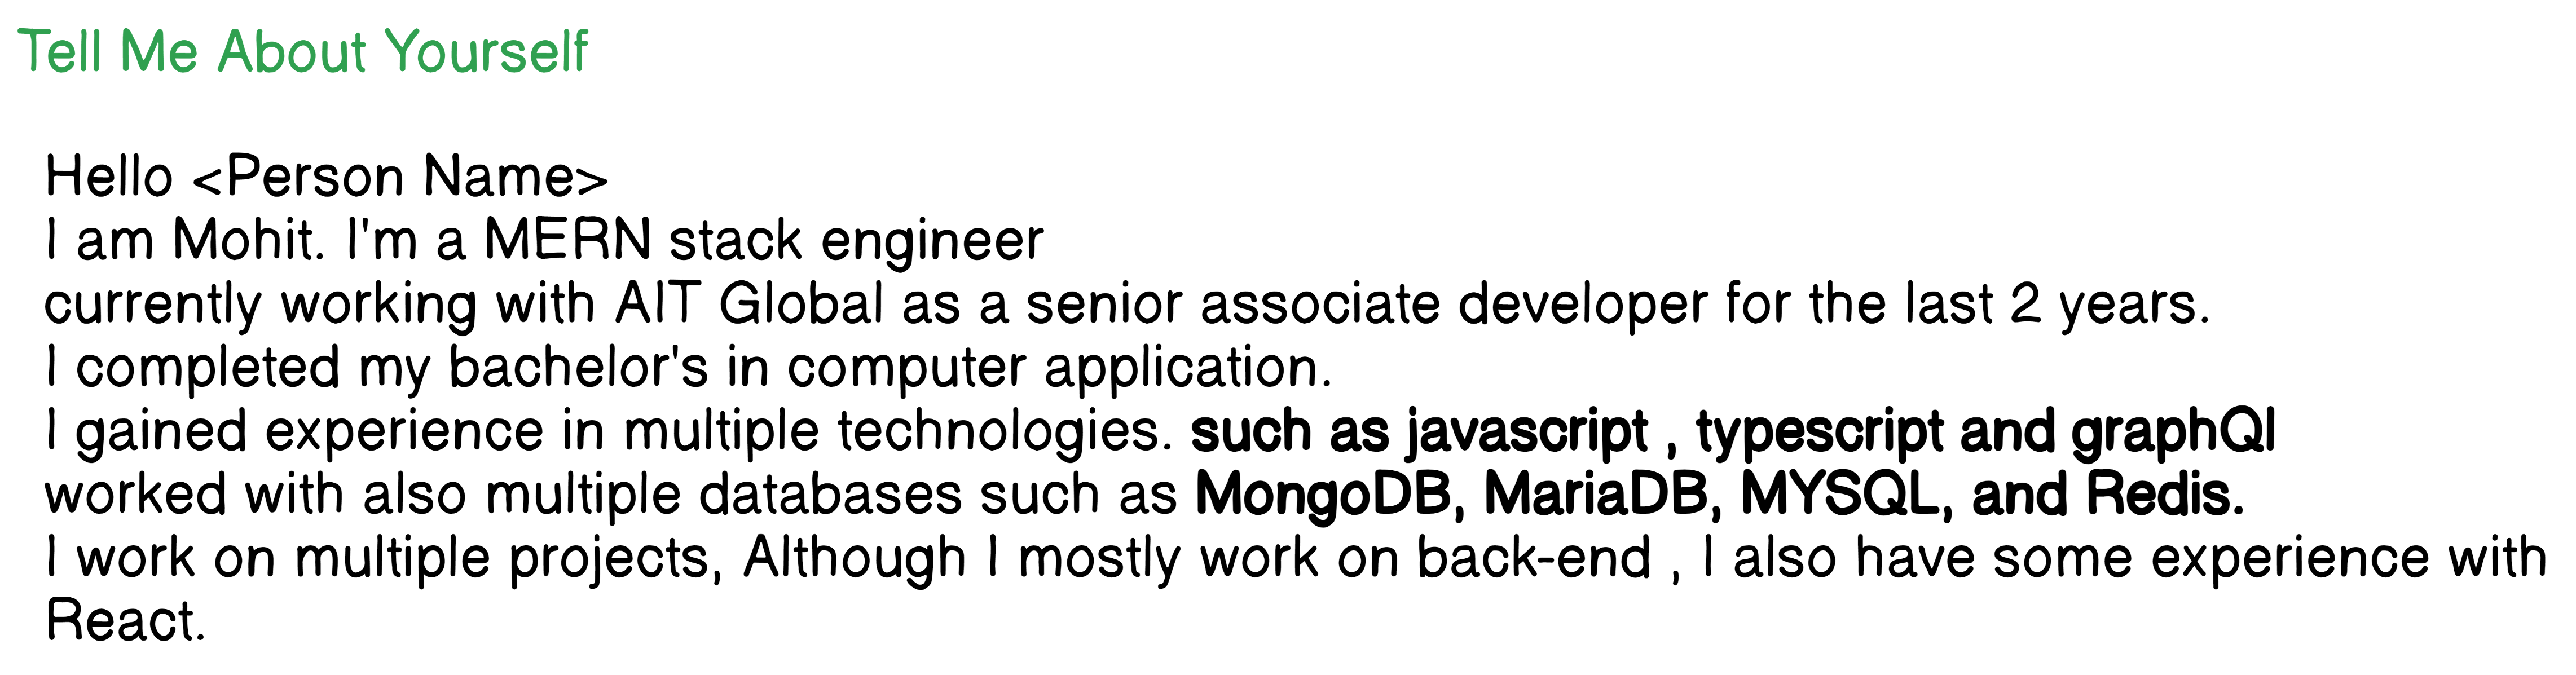 Tell Me About Yourself
Hello <Person Name>
I am Mohit. I'm a MERN stack engineer
currently working with AIT Global as a senior associate developer for the last 2 years.
I completed my bachelor's in computer application.
I gained experience in multiple technologies. such as javascript , typescript and graphQl
worked with also multiple databases such as MongoDB, MariaDB, MYSQL, and Redis.
I work on multiple projects, Although I mostly work on back-end , I also have some experience with
React.